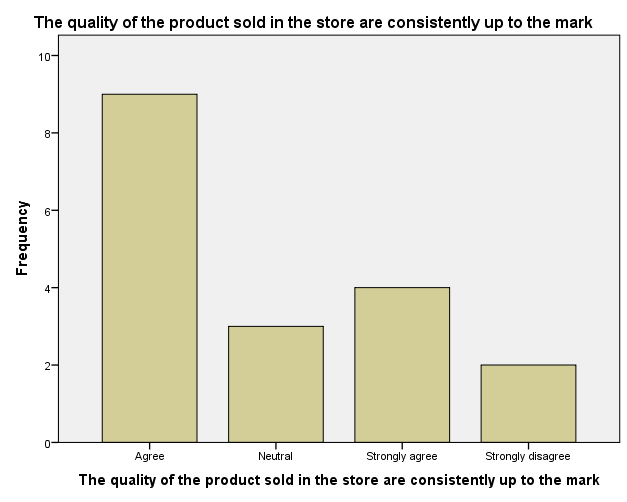 The quality of the product sold in the store are consistently up to the mark
10
8
6
4
2
0
Frequency
Agree
Neutral
Strongly agree
Strongly disagree
The quality of the product sold in the store are consistently up to the mark